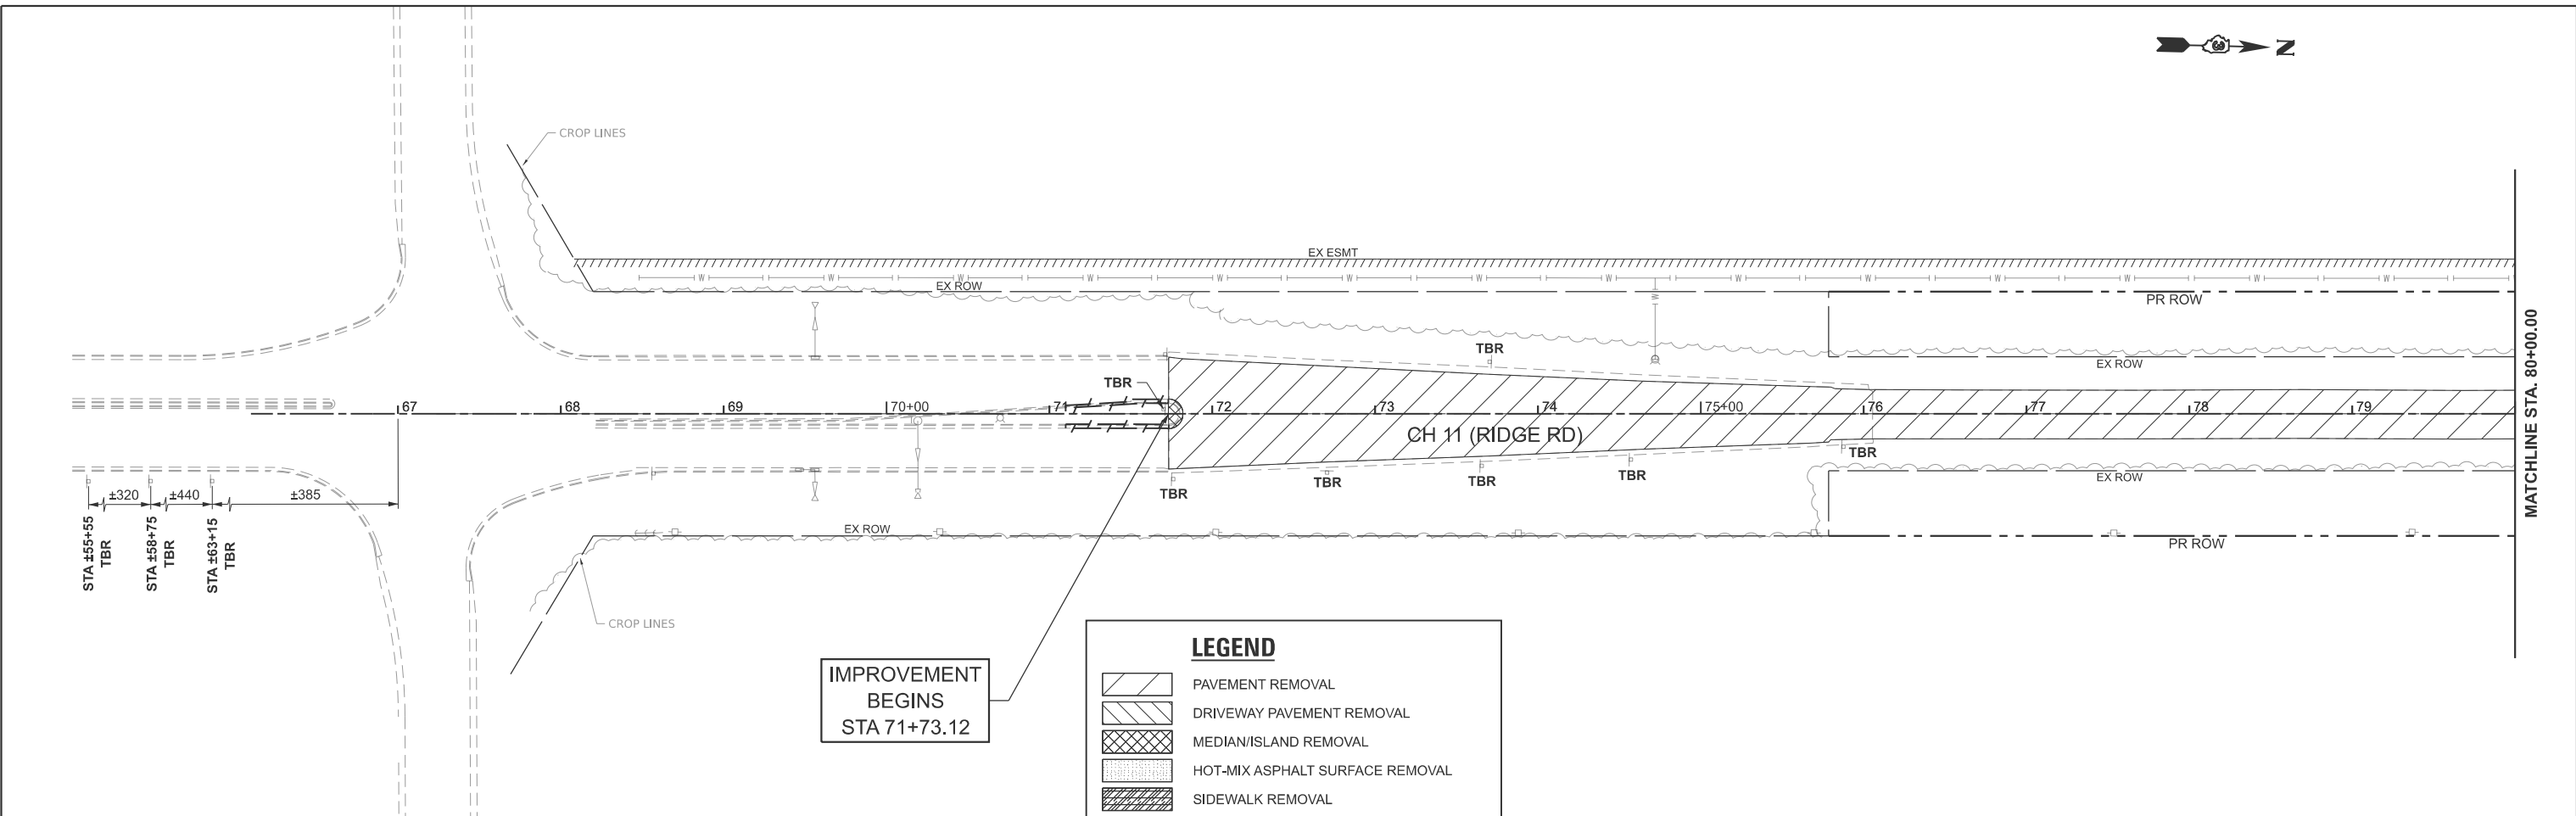 N
CROP LINES
EX ESMT
W W W W W W W W W W W W W W
EX ROW
W
PR ROW
TBR
EX ROW
TBR
67 68 69 70+00 71 72 73 74 75+00 76 77 78 79
CH 11 (RIDGE RD)
MATCHLINE STA. 80+00.00
TBR
TBR
TBR
TBR
TBR
EX ROW
±320 ±440 ±385
STA ±55+55
TBR
STA ±58+75
TBR
STA ±63+15
TBR
EX ROW
PR ROW
CROP LINES
IMPROVEMENT
BEGINS
STA 71+73.12
LEGEND
PAVEMENT REMOVAL
DRIVEWAY PAVEMENT REMOVAL
MEDIAN/ISLAND REMOVAL
HOT-MIX ASPHALT SURFACE REMOVAL
SIDEWALK REMOVAL